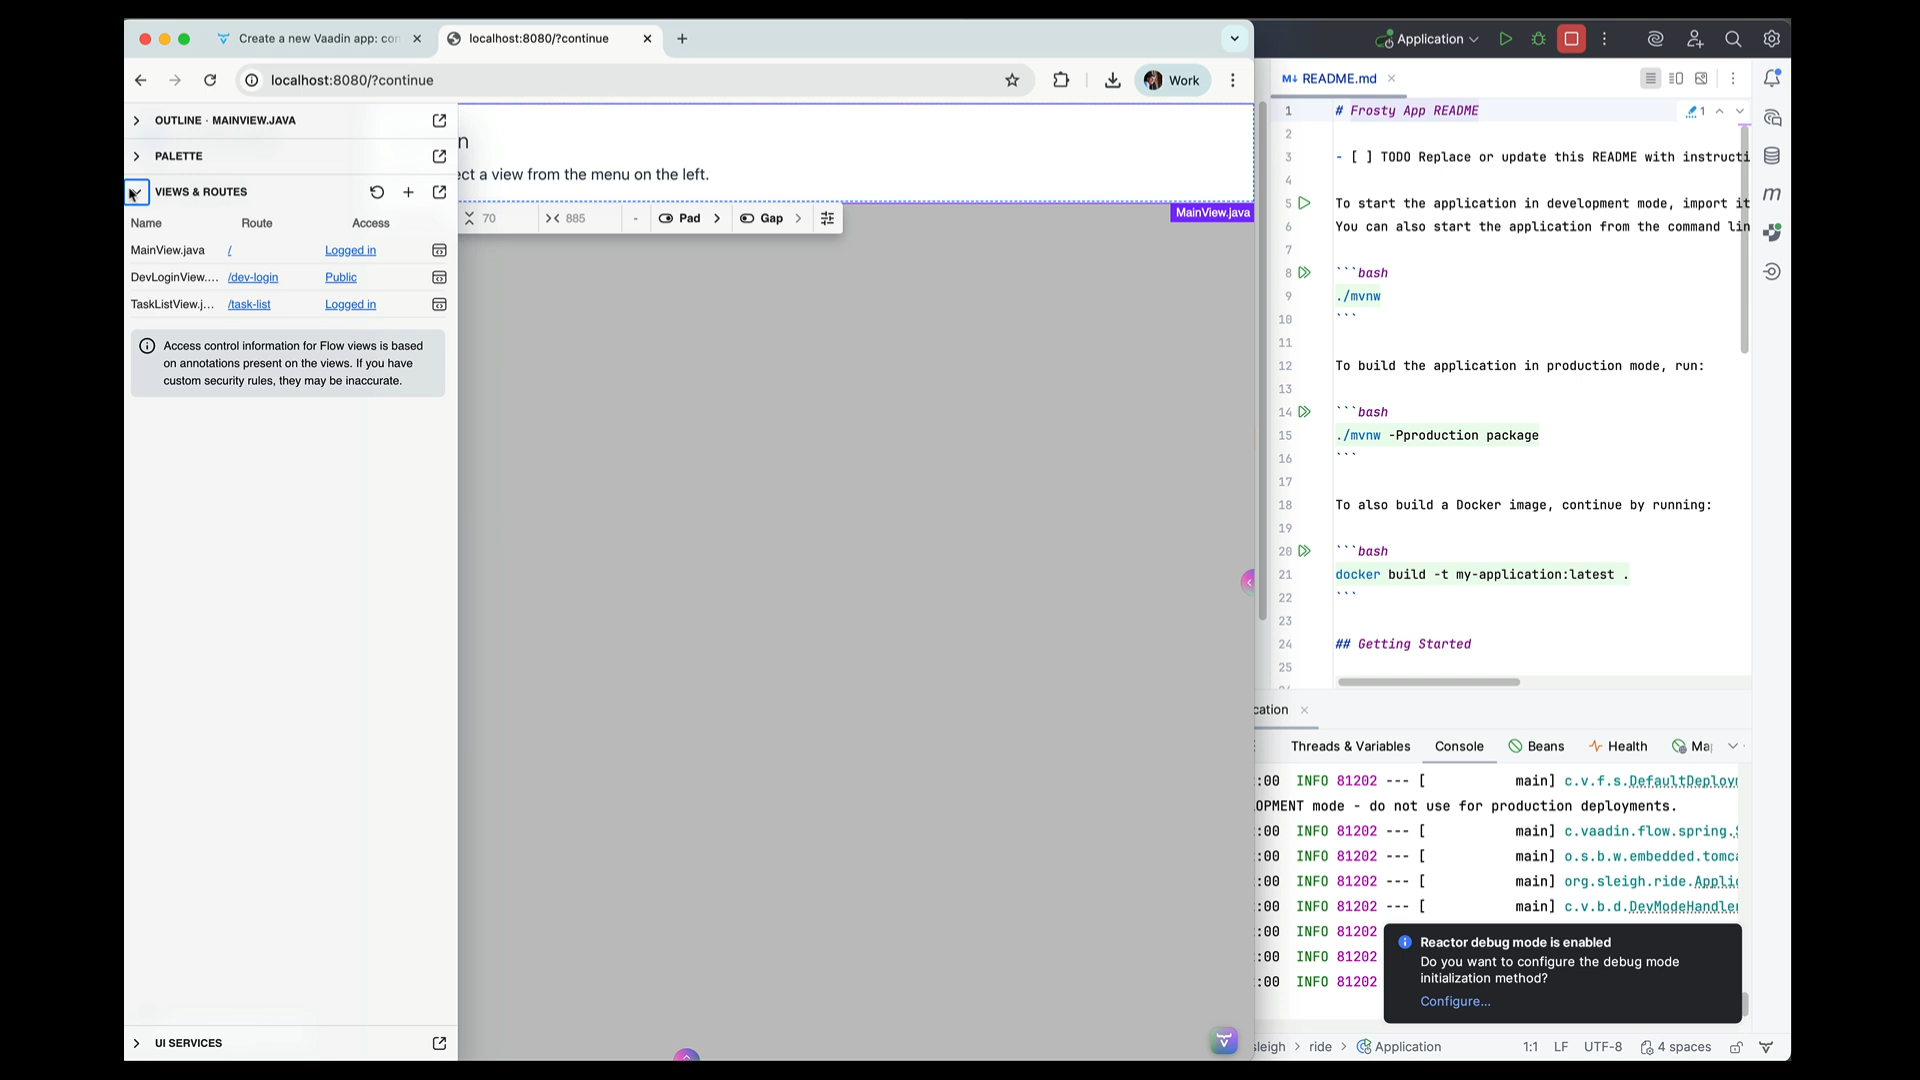 Create a new Vaadin app: co
localhost:8080/?continue
localhost:8080/?continue
Work
OUTLINE · MAINVIEW.JAVA
PALETTE
VIEWS & ROUTES
Name Route Access
MainView.java / Logged in
DevLoginView.... /dev-login Public
TaskListView.j... /task-list Logged in
Access control information for Flow views is based
on annotations present on the views. If you have
custom security rules, they may be inaccurate.
UI SERVICES
n
ect a view from the menu on the left.
70 885 - Pad Gap
MainView.java
Application
M↓ README.md
1 # Frosty App README
1
2
3 - [ ] TODO Replace or update this README with instructi
4
5 To start the application in development mode, import it
6 You can also start the application from the command lin
7
8 ```bash
9 ./mvnw
10 ```
11
12 To build the application in production mode, run:
13
14 ```bash
15 ./mvnw -Pproduction package
16 ```
17
18 To also build a Docker image, continue by running:
19
20 ```bash
21 docker build -t my-application:latest .
22 ```
23
24 ## Getting Started
25
cation
Threads & Variables Console Beans Health Ma
:00 INFO 81202 --- [ main] c.v.f.s.DefaultDeploy
OPMENT mode - do not use for production deployments.
:00 INFO 81202 --- [ main] c.vaadin.flow.spring.
:00 INFO 81202 --- [ main] o.s.b.w.embedded.tomca
:00 INFO 81202 --- [ main] org.sleigh.ride.Applic
:00 INFO 81202 --- [ main] c.v.b.d.DevModeHandler
:00 INFO 81202
:00 INFO 81202
:00 INFO 81202
Reactor debug mode is enabled
Do you want to configure the debug mode
initialization method?
Configure...
sleigh > ride > Application
1:1 LF UTF-8 4 spaces